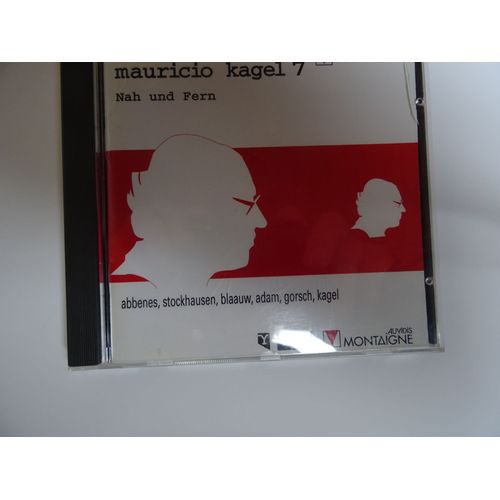 mauricio kagel 7
Nah und Fern
abbenes, stockhausen, blaauw, adam, gorsch, kagel
Y
AUVIDIS
MONTAIGNE